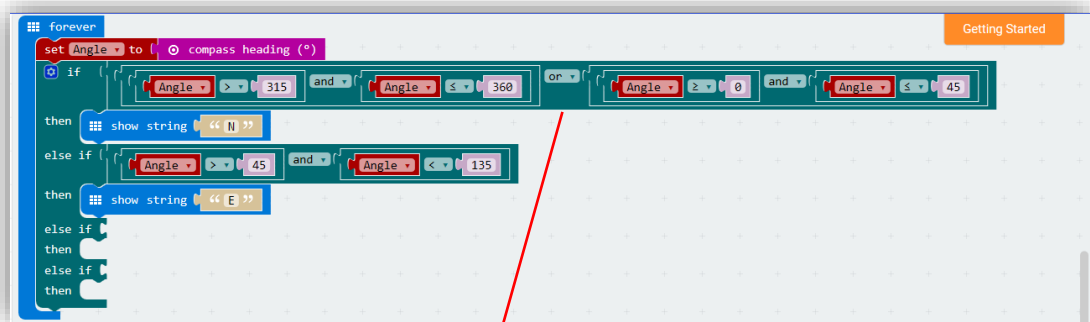 forever
Getting Started
set Angle to compass heading (°)
if Angle > 315 and Angle ≤ 360 or Angle ≥ 0 and Angle ≤ 45
then show string “ N ”
else if Angle > 45 and Angle < 135
then show string “ E ”
else if
then
else if
then